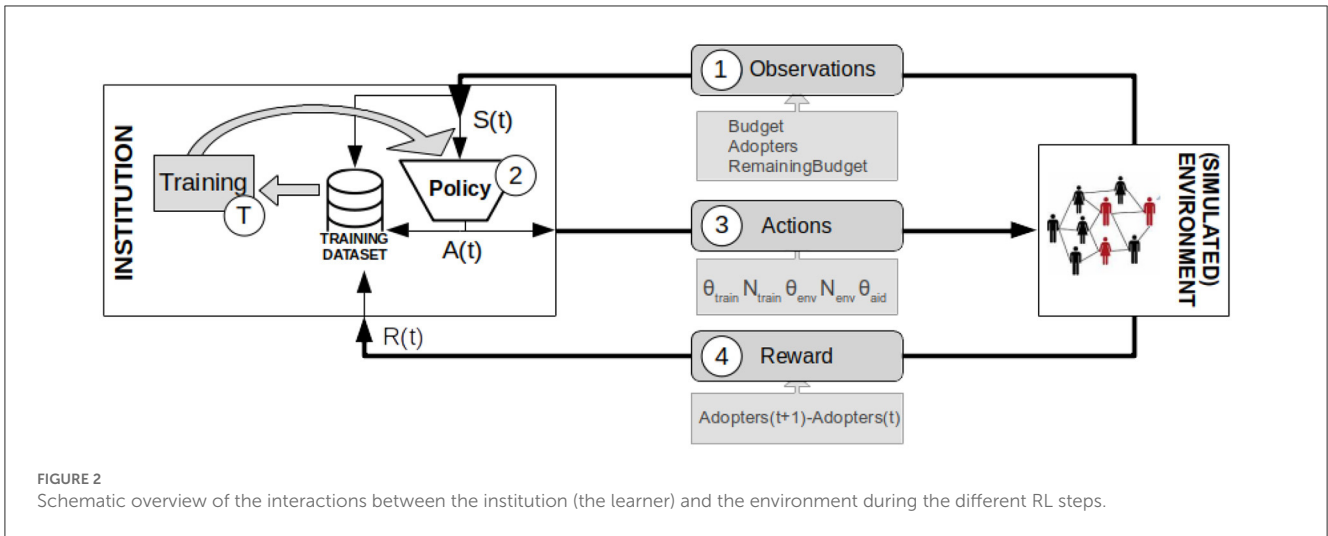 1 Observations
Budget
Adopters
RemainingBudget
INSTITUTION
S(t)
Training
T
Policy
2
TRAINING
DATASET
A(t)
3 Actions
θtrain Ntrain θenv Nenv θaid
(SIMULATED)
ENVIRONMENT
R(t)
4 Reward
Adopters(t+1)-Adopters(t)
FIGURE 2
Schematic overview of the interactions between the institution (the learner) and the environment during the different RL steps.